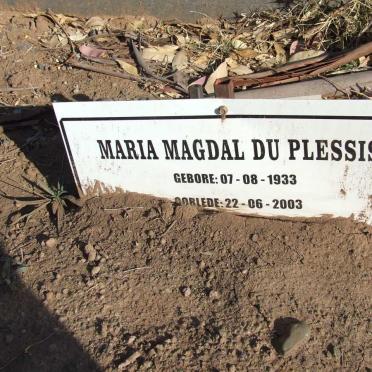 MARIA MAGDAL DU PLESSIS
GEBORE: 07 - 08 - 1933
OORLEDE: 22 - 06 - 2003